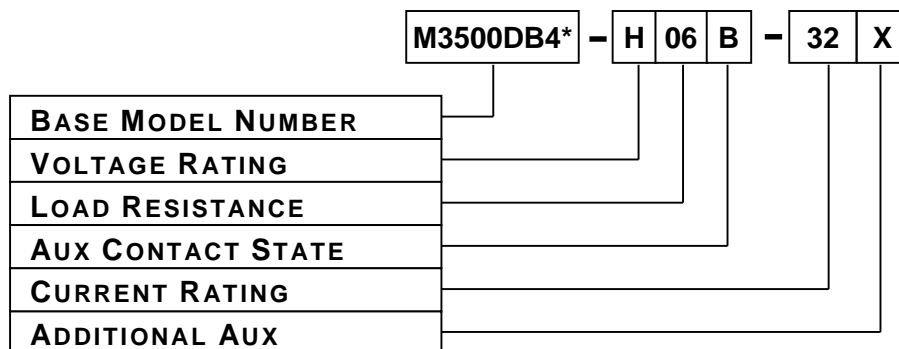 M3500DB4* – H 06 B – 32 X
BASE MODEL NUMBER
VOLTAGE RATING
LOAD RESISTANCE
AUX CONTACT STATE
CURRENT RATING
ADDITIONAL AUX